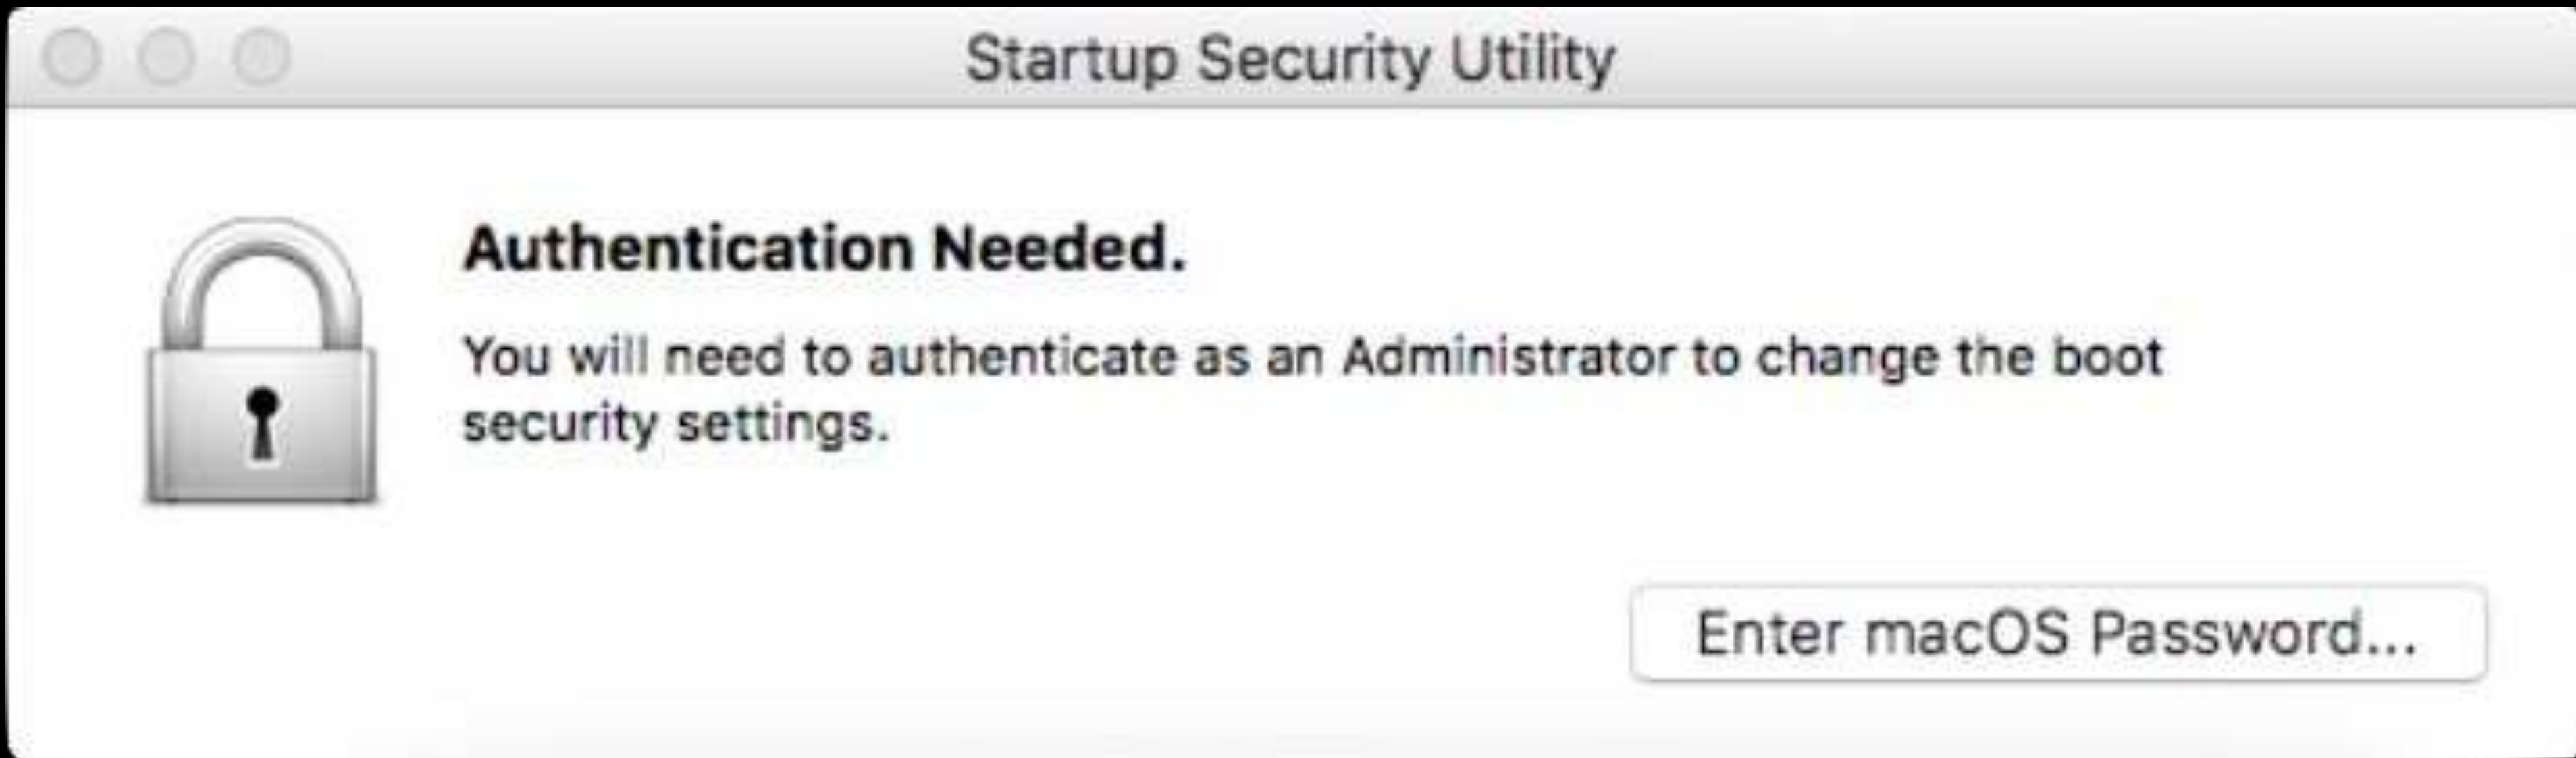 Startup Security Utility
Authentication Needed.
You will need to authenticate as an Administrator to change the boot
security settings.
Enter macOS Password...